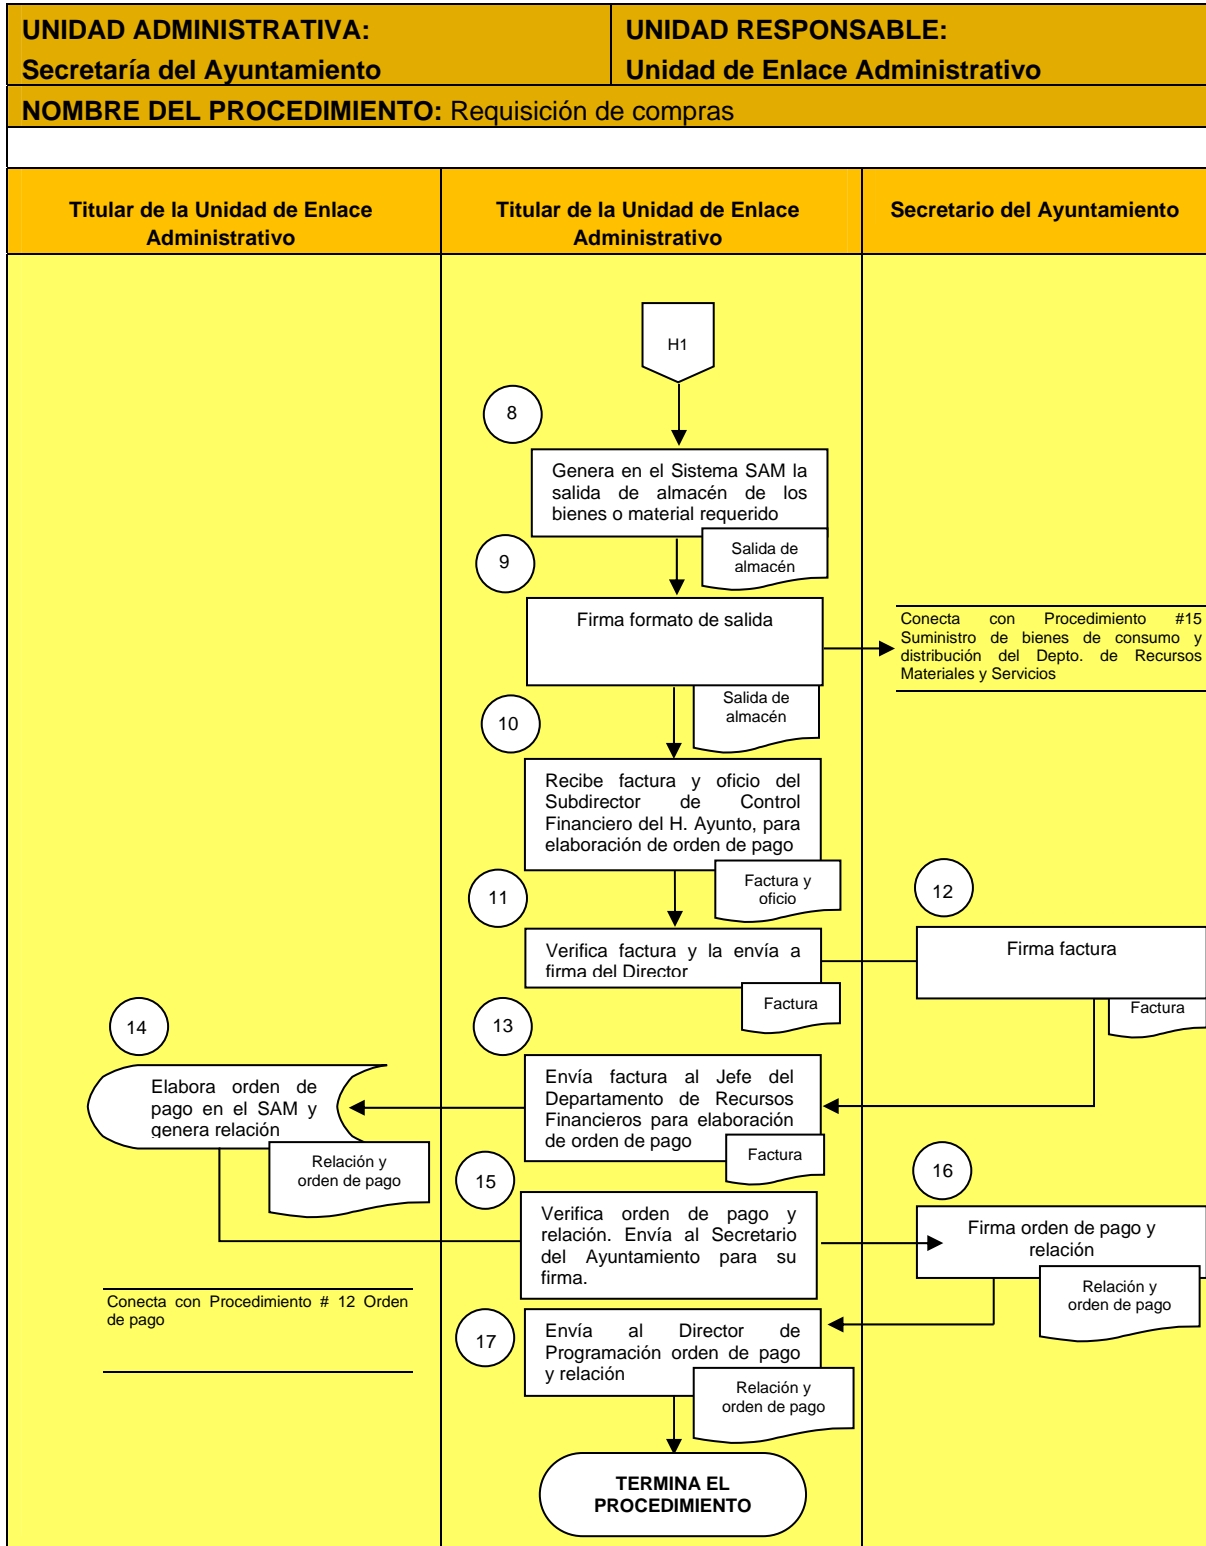 UNIDAD ADMINISTRATIVA:
Secretaría del Ayuntamiento
UNIDAD RESPONSABLE:
Unidad de Enlace Administrativo
NOMBRE DEL PROCEDIMIENTO: Requisición de compras
Titular de la Unidad de Enlace
Administrativo
Titular de la Unidad de Enlace
Administrativo
Secretario del Ayuntamiento
H1
8
Genera en el Sistema SAM la
salida de almacén de los
bienes o material requerido
Salida de
almacén
9
Firma formato de salida
Conecta con Procedimiento #15
Suministro de bienes de consumo y
distribución del Depto. de Recursos
Materiales y Servicios
Salida de
almacén
10
Recibe factura y oficio del
Subdirector de Control
Financiero del H. Ayunto, para
elaboración de orden de pago
Factura y
oficio
11
Verifica factura y la envía a
firma del Director
Factura
12
Firma factura
Factura
13
Envía factura al Jefe del
Departamento de Recursos
Financieros para elaboración
de orden de pago
Factura
14
Elabora orden de
pago en el SAM y
genera relación
Relación y
orden de pago
15
Verifica orden de pago y
relación. Envía al Secretario
del Ayuntamiento para su
firma.
16
Firma orden de pago y
relación
Relación y
orden de pago
Conecta con Procedimiento # 12 Orden
de pago
17
Envía al Director de
Programación orden de pago
y relación
Relación y
orden de pago
TERMINA EL
PROCEDIMIENTO